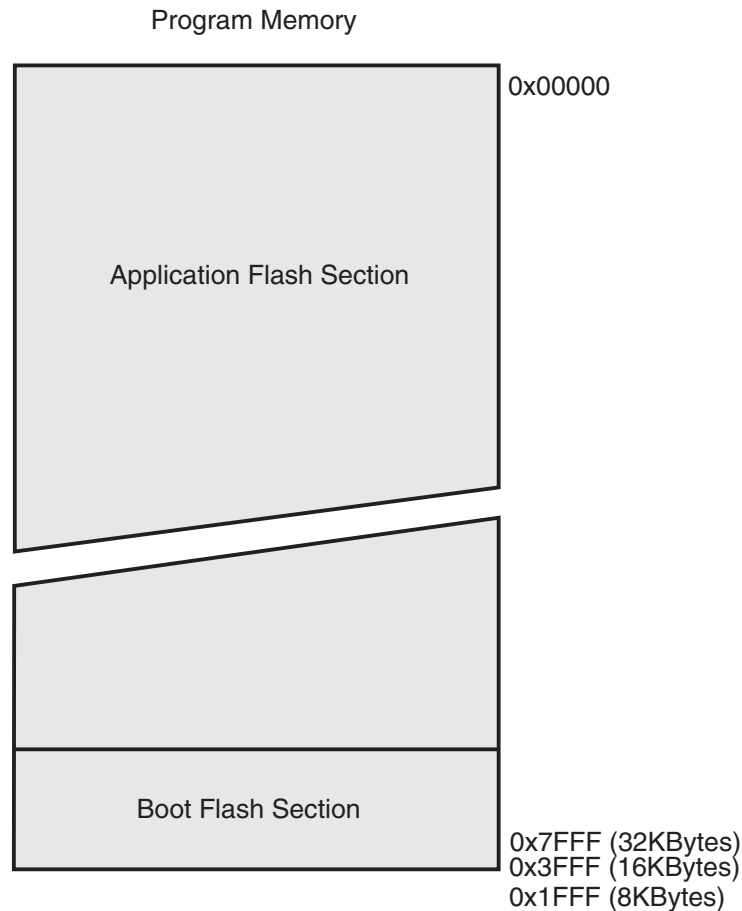 Program Memory
0x00000
Application Flash Section
Boot Flash Section
0x7FFF (32KBytes)
0x3FFF (16KBytes)
0x1FFF (8KBytes)